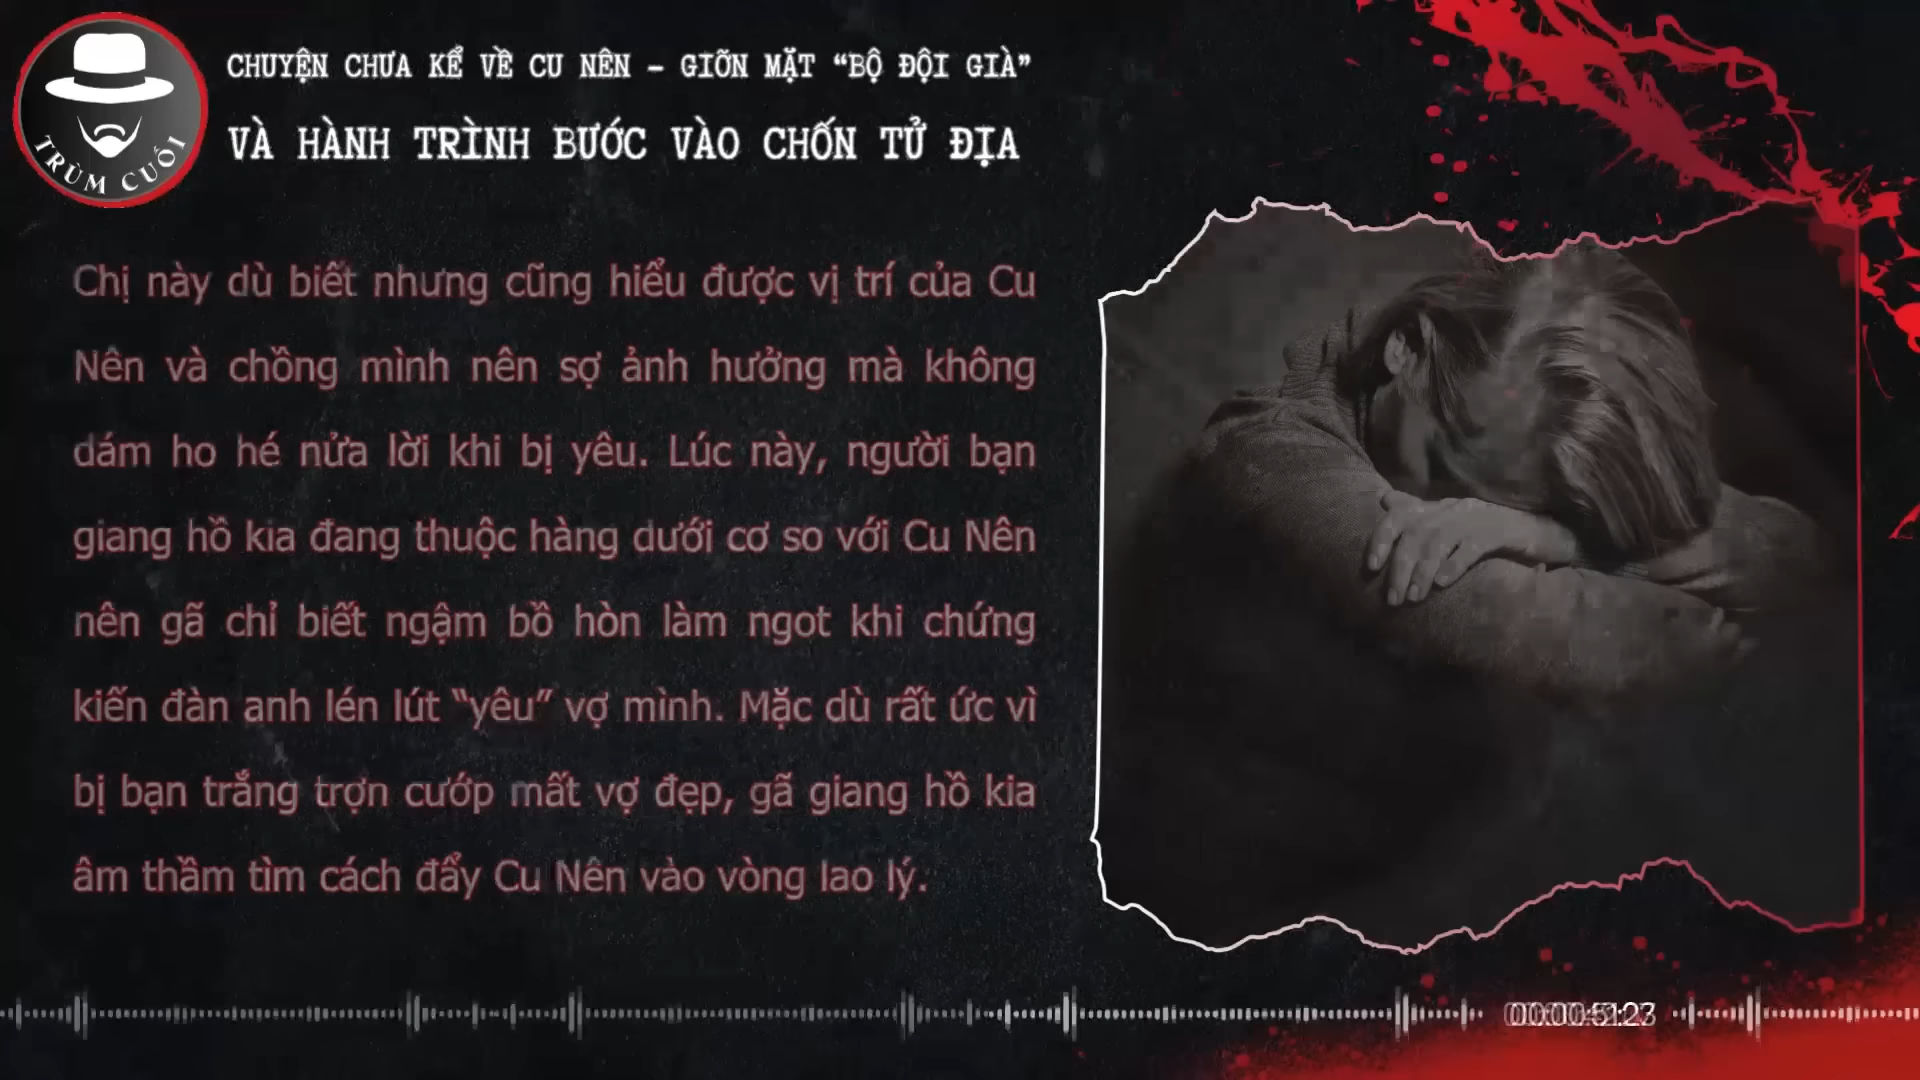 TRÙM CUỐI
CHUYỆN CHƯA KỂ VỀ CU NÊN – GIỠN MẶT “BỘ ĐỘI GIÀ”
VÀ HÀNH TRÌNH BƯỚC VÀO CHỐN TỬ ĐỊA
Chị này dù biết nhưng cũng hiểu được vị trí của Cu
Nên và chồng mình nên sợ ảnh hưởng mà không
dám ho hé nửa lời khi bị yêu. Lúc này, người bạn
giang hồ kia đang thuộc hàng dưới cơ so với Cu Nên
nên gã chỉ biết ngậm bồ hòn làm ngọt khi chứng
kiến đàn anh lén lút “yêu” vợ mình. Mặc dù rất ức vì
bị bạn trắng trợn cướp mất vợ đẹp, gã giang hồ kia
âm thầm tìm cách đẩy Cu Nên vào vòng lao lý.